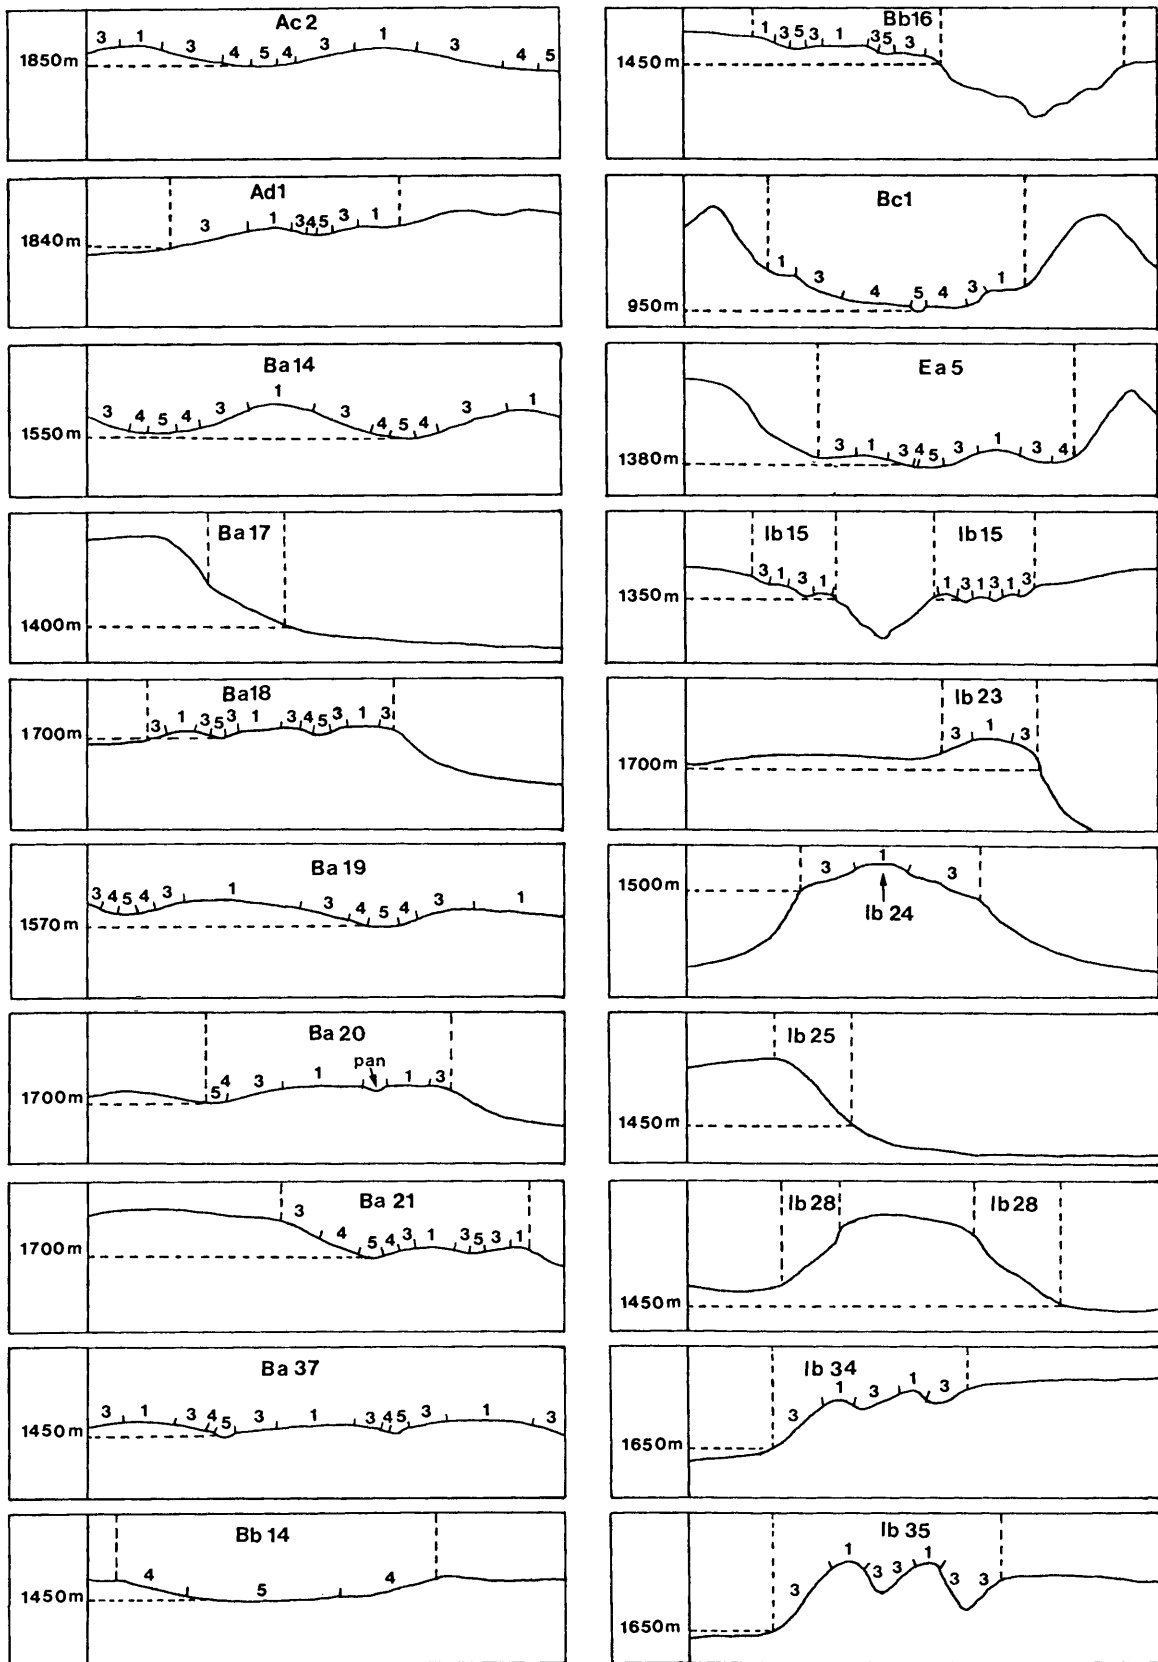 Ac 2
3 1 3 4 5 4 3 1 3 4 5
1850m
Ad1
3 1 3 4 5 3 1
1840m
Ba 14
3 4 5 4 3 1 3 4 5 4 3 1
1550m
Ba 17
1400m
Ba18
3 1 3 5 3 1 3 4 5 3 1 3
1700m
Ba 19
3 4 5 4 3 1 3 4 5 4 3 1
1570m
Ba 20
pan
5 4 3 1 1 3
1700m
Ba 21
3 4 5 4 3 1 3 5 3 1
1700m
Ba 37
3 1 3 4 5 3 1 3 4 5 3 1 3
1450m
Bb 14
4 5 4
1450m
Bb16
1 3 5 3 1 3 5 3
1450m
Bc1
1 3 4 5 4 3 1
950m
Ea 5
3 1 3 4 5 3 1 3 4
1380m
Ib 15 Ib 15
3 1 3 1 1 3 1 3 1 3
1350m
Ib 23
3 1 3
1700m
3 1 3
1500m
Ib 24
Ib 25
1450m
Ib 28 Ib 28
1450m
Ib 34
3 1 3 1 3
1650m
Ib 35
3 1 3 3 1 3 3
1650m